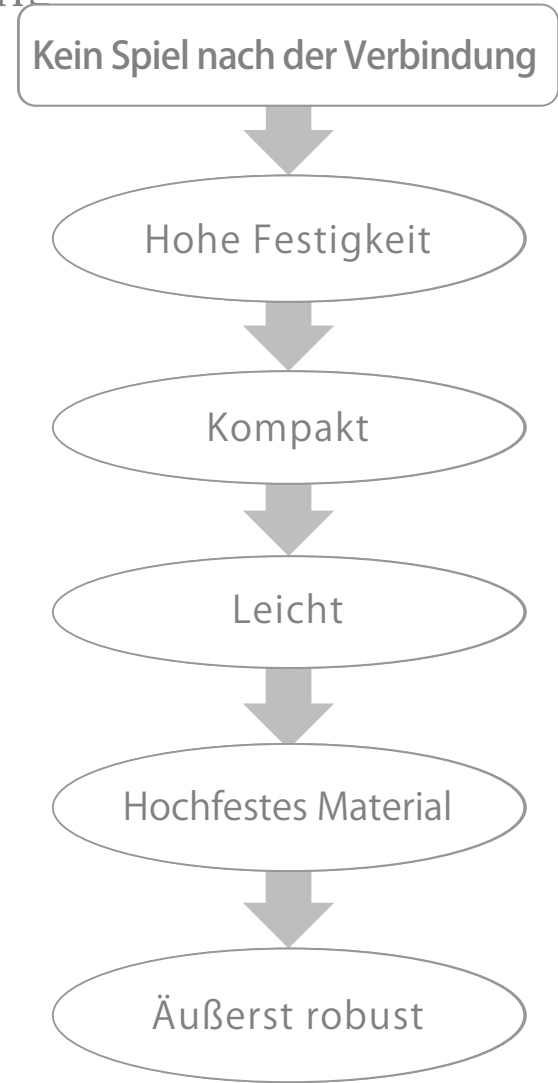 Kein Spiel nach der Verbindung
Hohe Festigkeit
Kompakt
Leicht
Hochfestes Material
Äußerst robust